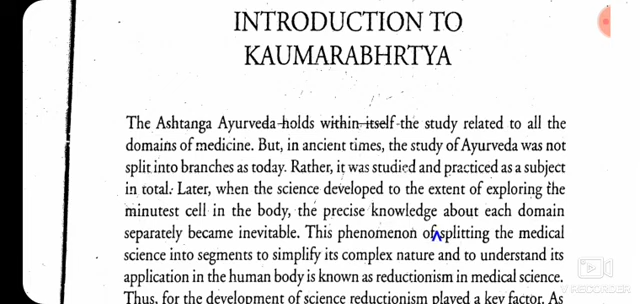 INTRODUCTION TO
KAUMARABHRTYA
The Ashtanga Ayurveda holds within itself the study related to all the
domains of medicine. But, in ancient times, the study of Ayurveda was not
split into branches as today. Rather, it was studied and practiced as a subject
in total. Later, when the science developed to the extent of exploring the
minutest cell in the body, the precise knowledge about each domain
separately became inevitable. This phenomenon of splitting the medical
science into segments to simplify its complex nature and to understand its
application in the human body is known as reductionism in medical science.
Thus, for the development of science reductionism played a key factor. As
V RECORDER